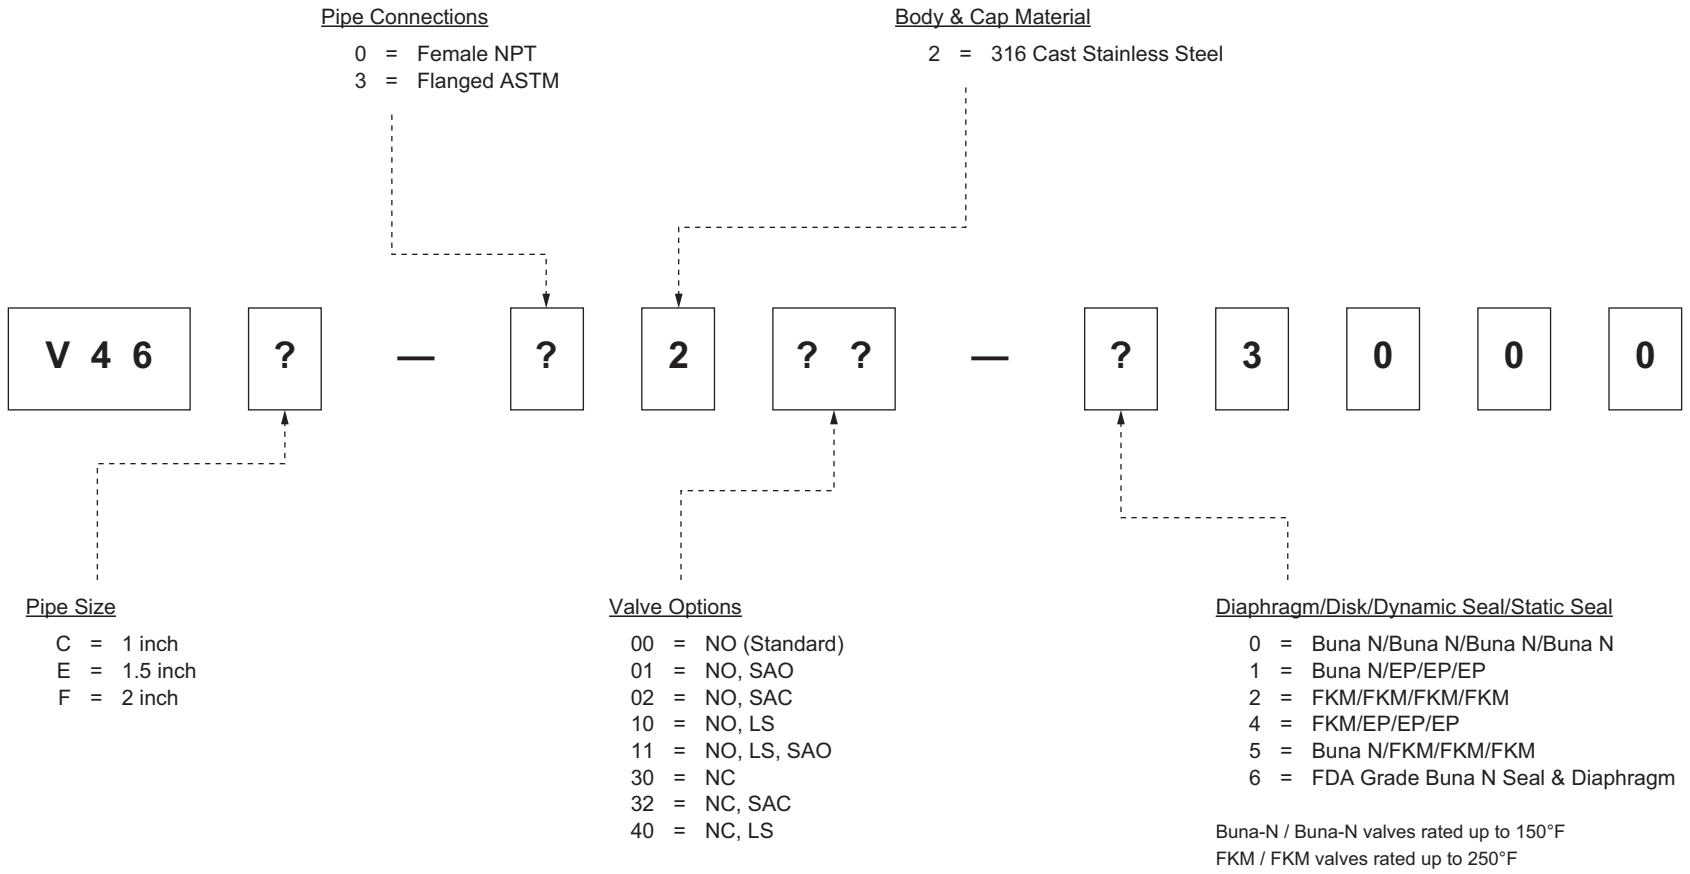 Pipe Connections
0 = Female NPT
3 = Flanged ASTM
Body & Cap Material
2 = 316 Cast Stainless Steel
V 4 6 ? — ? 2 ? ? — ? 3 0 0 0
Pipe Size
C = 1 inch
E = 1.5 inch
F = 2 inch
Valve Options
00 = NO (Standard)
01 = NO, SAO
02 = NO, SAC
10 = NO, LS
11 = NO, LS, SAO
30 = NC
32 = NC, SAC
40 = NC, LS
Diaphragm/Disk/Dynamic Seal/Static Seal
0 = Buna N/Buna N/Buna N/Buna N
1 = Buna N/EP/EP/EP
2 = FKM/FKM/FKM/FKM
4 = FKM/EP/EP/EP
5 = Buna N/FKM/FKM/FKM
6 = FDA Grade Buna N Seal & Diaphragm
Buna-N / Buna-N valves rated up to 150°F
FKM / FKM valves rated up to 250°F